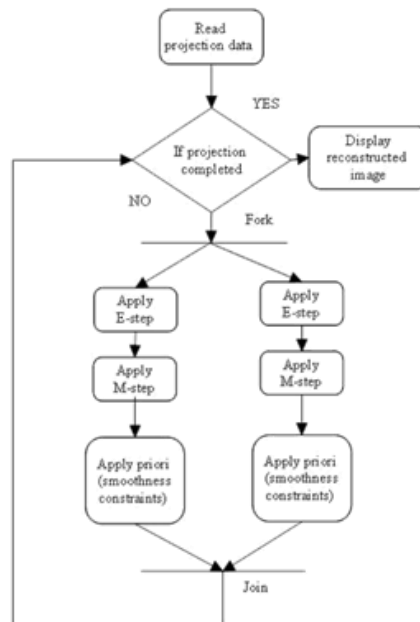 Read
projection data
YES
If projection
completed
Display
reconstructed
image
NO
Fork
Apply
E-step
Apply
E-step
Apply
M-step
Apply
M-step
Apply priori
(smoothness
constraints)
Apply priori
(smoothness
constraints)
Join